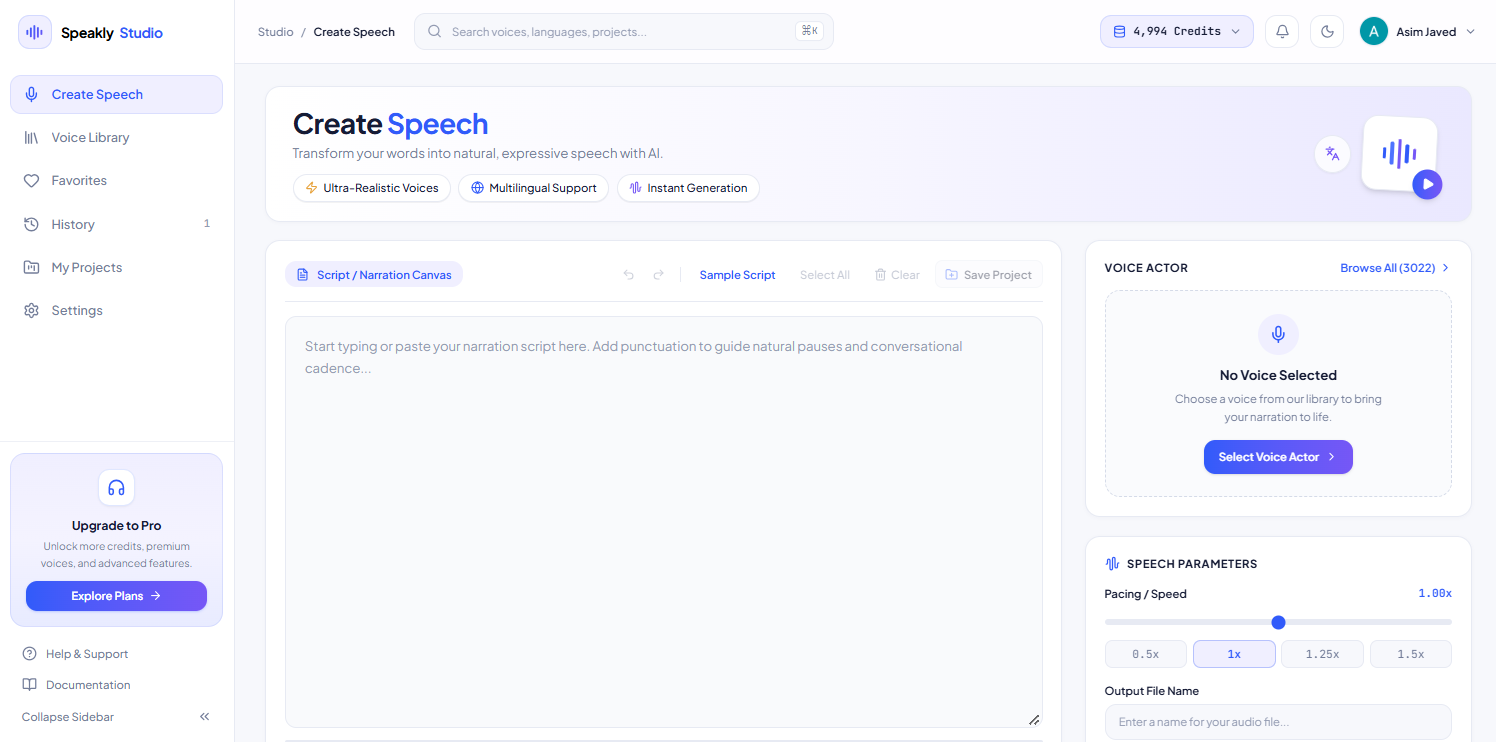 Speakly Studio
Studio / Create Speech
Search voices, languages, projects...
⌘K
4,994 Credits
A
Asim Javed
Create Speech
Voice Library
Favorites
History 1
My Projects
Settings
Upgrade to Pro
Unlock more credits, premium
voices, and advanced features.
Explore Plans →
Help & Support
Documentation
Collapse Sidebar
Create Speech
Transform your words into natural, expressive speech with AI.
Ultra-Realistic Voices
Multilingual Support
Instant Generation
Script / Narration Canvas
Sample Script
Select All
Clear
Save Project
Start typing or paste your narration script here. Add punctuation to guide natural pauses and conversational
cadence...
VOICE ACTOR
Browse All (3022)
No Voice Selected
Choose a voice from our library to bring
your narration to life.
Select Voice Actor
SPEECH PARAMETERS
Pacing / Speed 1.00x
0.5x 1x 1.25x 1.5x
Output File Name
Enter a name for your audio file...